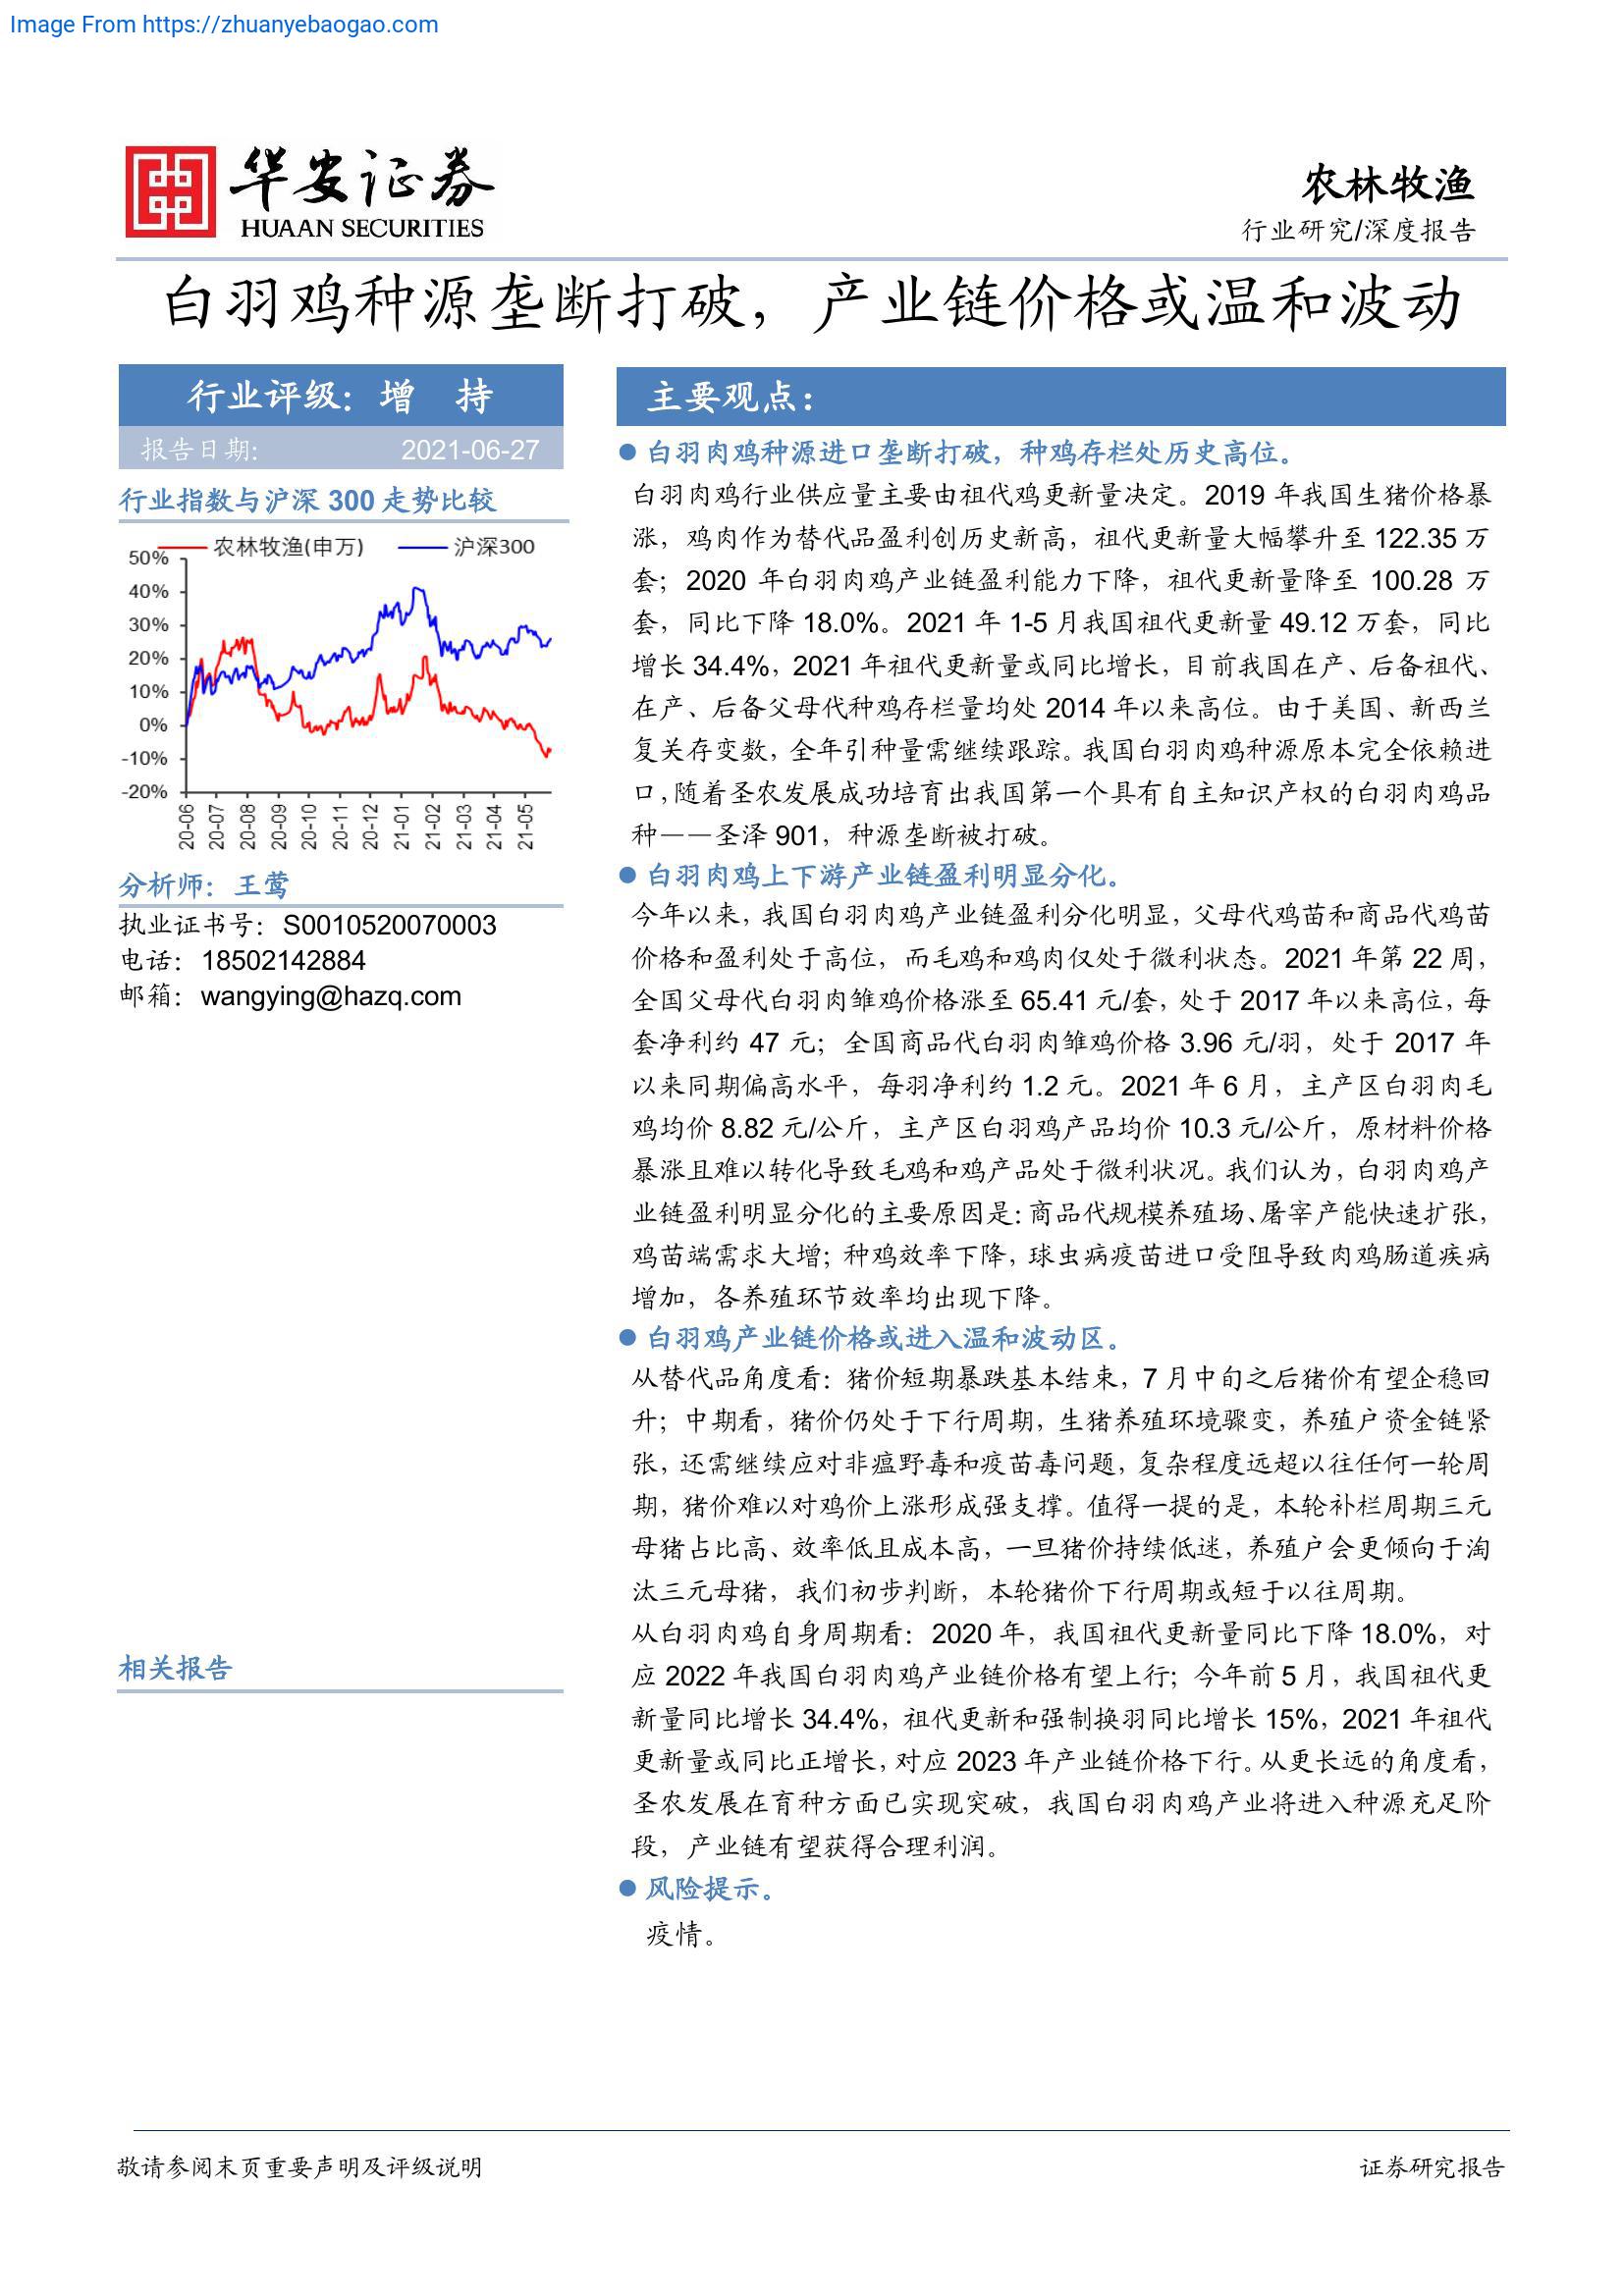 Image From https://zhuanyebaogao.com
华安证券
HUAAN SECURITIES
农林牧渔
行业研究/深度报告
白羽鸡种源垄断打破，产业链价格或温和波动
行业评级：增 持
报告日期: 2021-06-27
行业指数与沪深 300 走势比较
农林牧渔(申万) 沪深300
50%
40%
30%
20%
10%
0%
-10%
-20%
20-06
20-07
20-08
20-09
20-10
20-11
20-12
21-01
21-02
21-03
21-04
21-05
分析师：王莺
执业证书号：S0010520070003
电话：18502142884
邮箱：wangying@hazq.com
相关报告
主要观点：
● 白羽肉鸡种源进口垄断打破，种鸡存栏处历史高位。
白羽肉鸡行业供应量主要由祖代鸡更新量决定。2019 年我国生猪价格暴
涨，鸡肉作为替代品盈利创历史新高，祖代更新量大幅攀升至 122.35 万
套；2020 年白羽肉鸡产业链盈利能力下降，祖代更新量降至 100.28 万
套，同比下降 18.0%。2021 年 1-5 月我国祖代更新量 49.12 万套，同比
增长 34.4%，2021 年祖代更新量或同比增长，目前我国在产、后备祖代、
在产、后备父母代种鸡存栏量均处 2014 年以来高位。由于美国、新西兰
复关存变数，全年引种量需继续跟踪。我国白羽肉鸡种源原本完全依赖进
口，随着圣农发展成功培育出我国第一个具有自主知识产权的白羽肉鸡品
种——圣泽 901，种源垄断被打破。
● 白羽肉鸡上下游产业链盈利明显分化。
今年以来，我国白羽肉鸡产业链盈利分化明显，父母代鸡苗和商品代鸡苗
价格和盈利处于高位，而毛鸡和鸡肉仅处于微利状态。2021 年第 22 周，
全国父母代白羽肉雏鸡价格涨至 65.41 元/套，处于 2017 年以来高位，每
套净利约 47 元；全国商品代白羽肉雏鸡价格 3.96 元/羽，处于 2017 年
以来同期偏高水平，每羽净利约 1.2 元。2021 年 6 月，主产区白羽肉毛
鸡均价 8.82 元/公斤，主产区白羽鸡产品均价 10.3 元/公斤，原材料价格
暴涨且难以转化导致毛鸡和鸡产品处于微利状况。我们认为，白羽肉鸡产
业链盈利明显分化的主要原因是：商品代规模养殖场、屠宰产能快速扩张，
鸡苗端需求大增；种鸡效率下降，球虫病疫苗进口受阻导致肉鸡肠道疾病
增加，各养殖环节效率均出现下降。
● 白羽鸡产业链价格或进入温和波动区。
从替代品角度看：猪价短期暴跌基本结束，7 月中旬之后猪价有望企稳回
升；中期看，猪价仍处于下行周期，生猪养殖环境骤变，养殖户资金链紧
张，还需继续应对非瘟野毒和疫苗毒问题，复杂程度远超以往任何一轮周
期，猪价难以对鸡价上涨形成强支撑。值得一提的是，本轮补栏周期三元
母猪占比高、效率低且成本高，一旦猪价持续低迷，养殖户会更倾向于淘
汰三元母猪，我们初步判断，本轮猪价下行周期或短于以往周期。
从白羽肉鸡自身周期看：2020 年，我国祖代更新量同比下降 18.0%，对
应 2022 年我国白羽肉鸡产业链价格有望上行；今年前 5 月，我国祖代更
新量同比增长 34.4%，祖代更新和强制换羽同比增长 15%，2021 年祖代
更新量或同比正增长，对应 2023 年产业链价格下行。从更长远的角度看，
圣农发展在育种方面已实现突破，我国白羽肉鸡产业将进入种源充足阶
段，产业链有望获得合理利润。
● 风险提示。
疫情。
敬请参阅末页重要声明及评级说明
证券研究报告